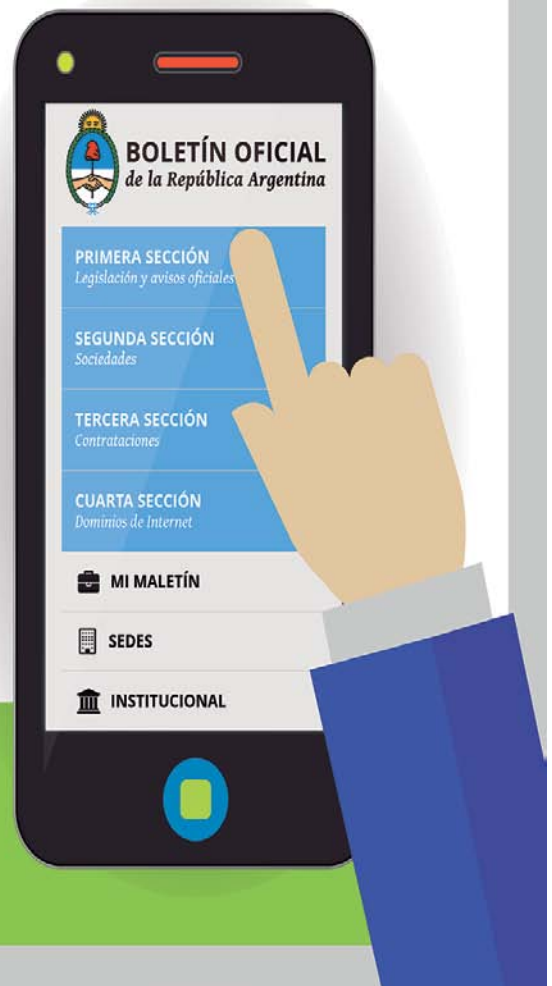 BOLETÍN OFICIAL
de la República Argentina
PRIMERA SECCIÓN
Legislación y avisos oficiales
SEGUNDA SECCIÓN
Sociedades
TERCERA SECCIÓN
Contrataciones
CUARTA SECCIÓN
Dominios de Internet
MI MALETÍN
SEDES
INSTITUCIONAL